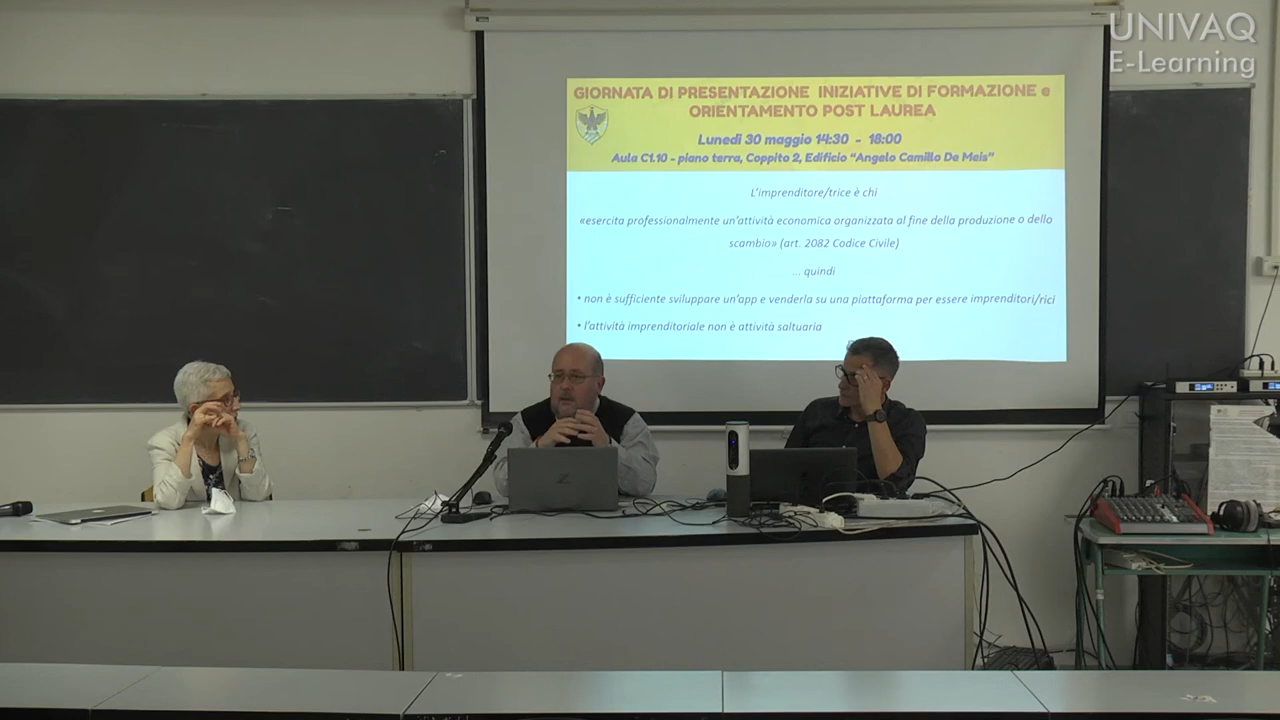 UNIVAQ
E-Learning
GIORNATA DI PRESENTAZIONE INIZIATIVE DI FORMAZIONE e
ORIENTAMENTO POST LAUREA
Lunedì 30 maggio 14:30 - 18:00
Aula C1.10 - piano terra, Coppito 2, Edificio "Angelo Camillo De Meis"
L'imprenditore/trice è chi
«esercita professionalmente un'attività economica organizzata al fine della produzione o dello
scambio» (art. 2082 Codice Civile)
... quindi
• non è sufficiente sviluppare un'app e venderla su una piattaforma per essere imprenditori/rici
• l'attività imprenditoriale non è attività saltuaria